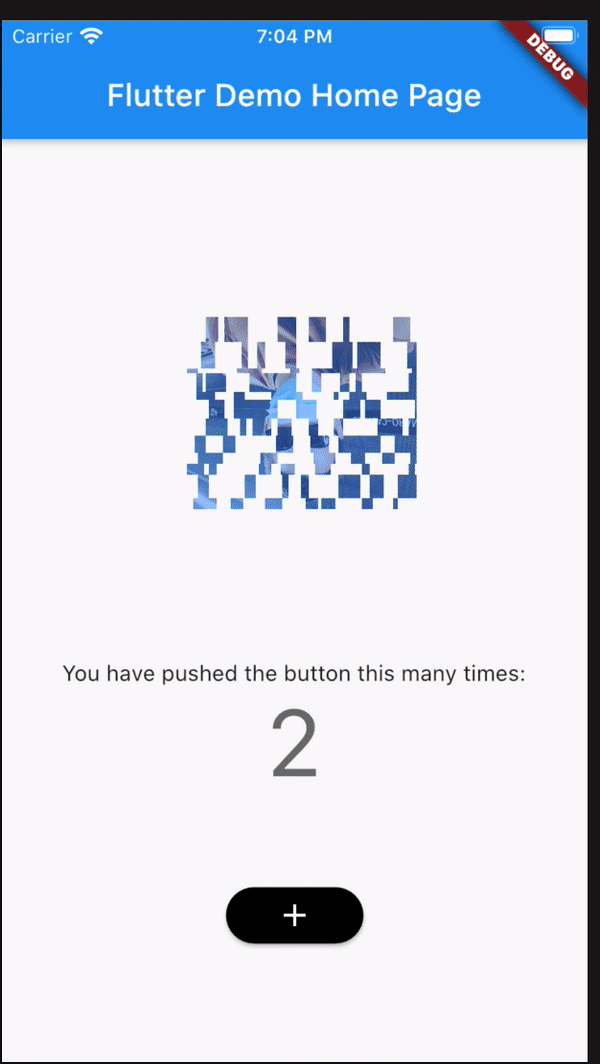 Carrier 7:04 PM
DEBUG
Flutter Demo Home Page
You have pushed the button this many times:
2
+